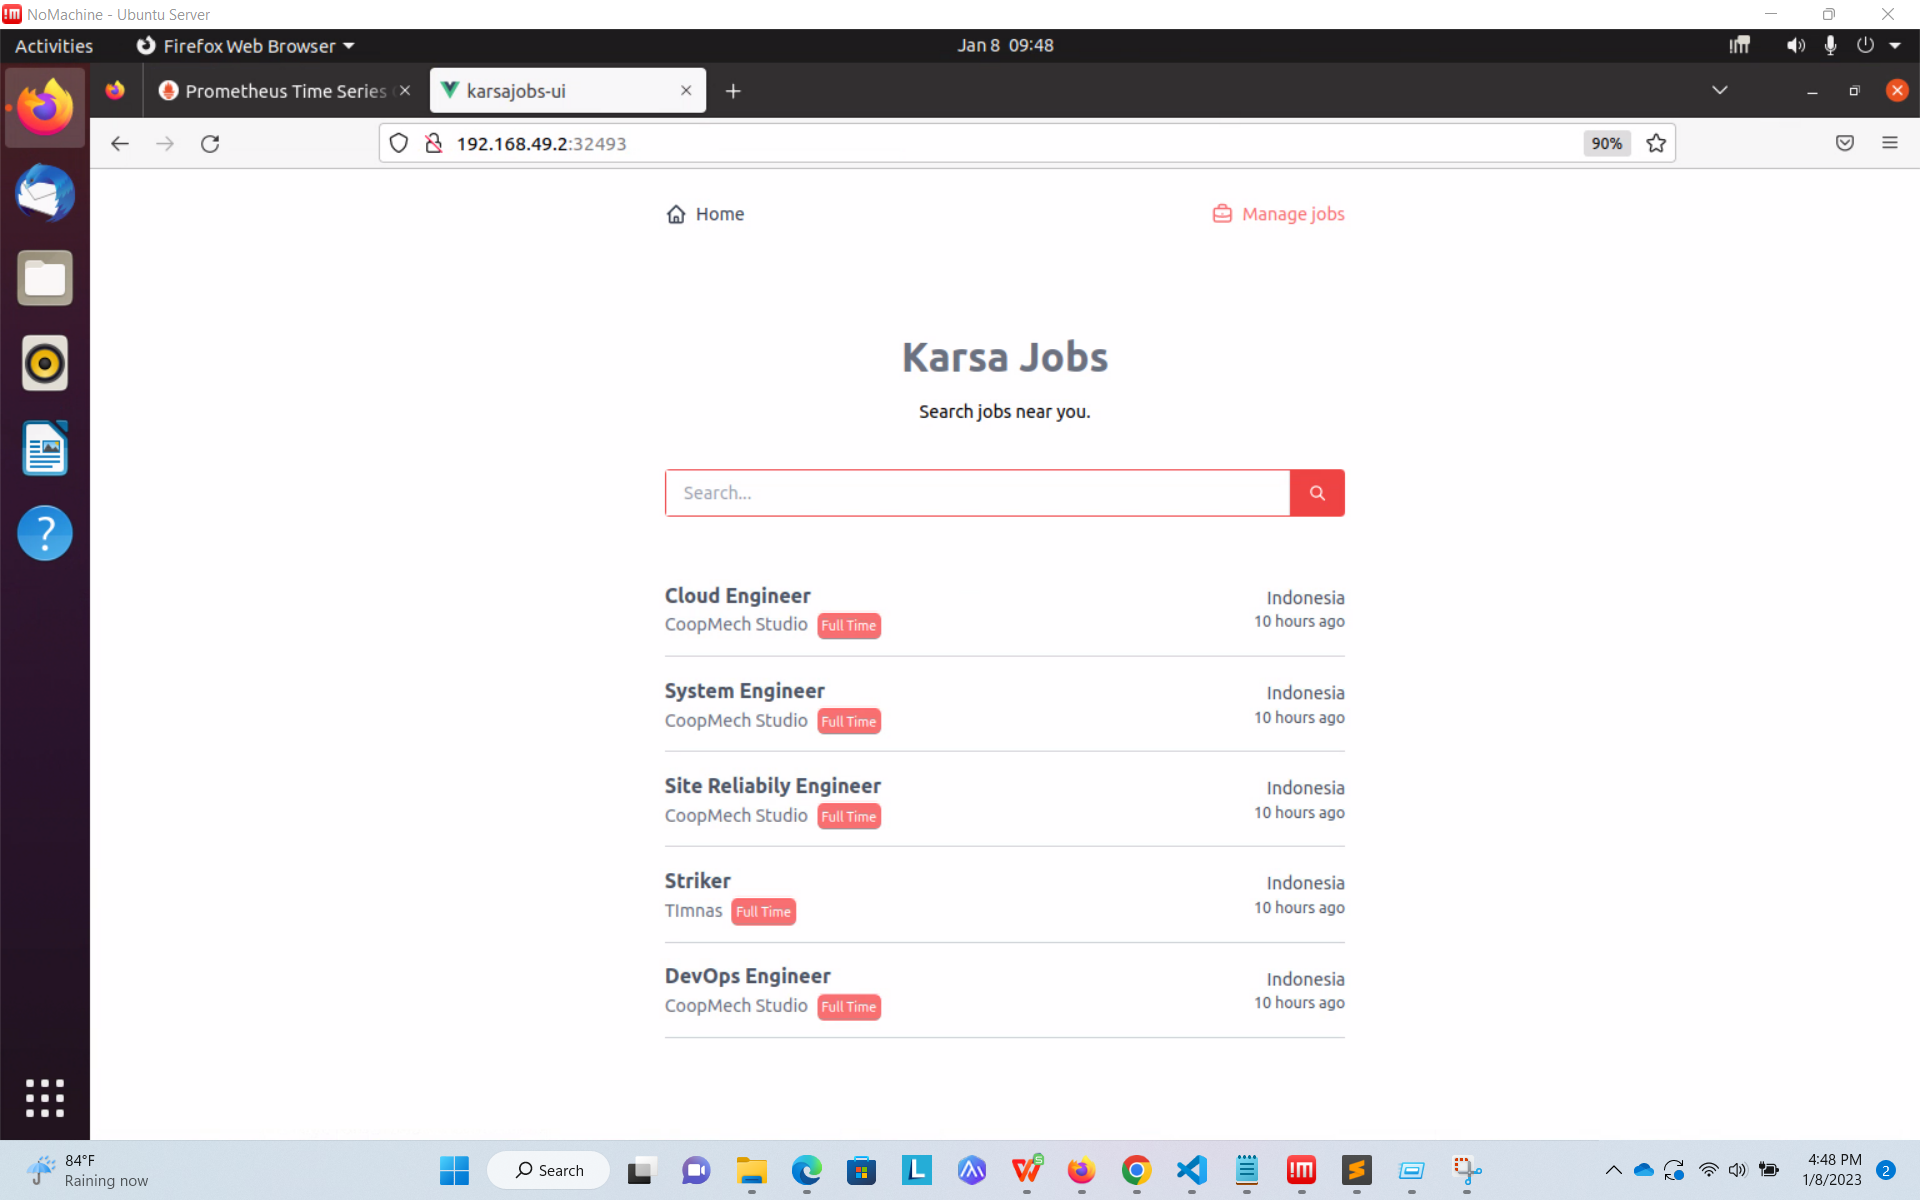 NoMachine - Ubuntu Server
Activities
Firefox Web Browser
Jan 8 09:48
Prometheus Time Series
karsajobs-ui
192.168.49.2:32493
90%
Home
Manage jobs
Karsa Jobs
Search jobs near you.
Search...
Cloud Engineer
Indonesia
CoopMech Studio Full Time
10 hours ago
System Engineer
Indonesia
CoopMech Studio Full Time
10 hours ago
Site Reliabily Engineer
Indonesia
CoopMech Studio Full Time
10 hours ago
Striker
Indonesia
TImnas Full Time
10 hours ago
DevOps Engineer
Indonesia
CoopMech Studio Full Time
10 hours ago
84°F
Raining now
Search
4:48 PM
1/8/2023
2